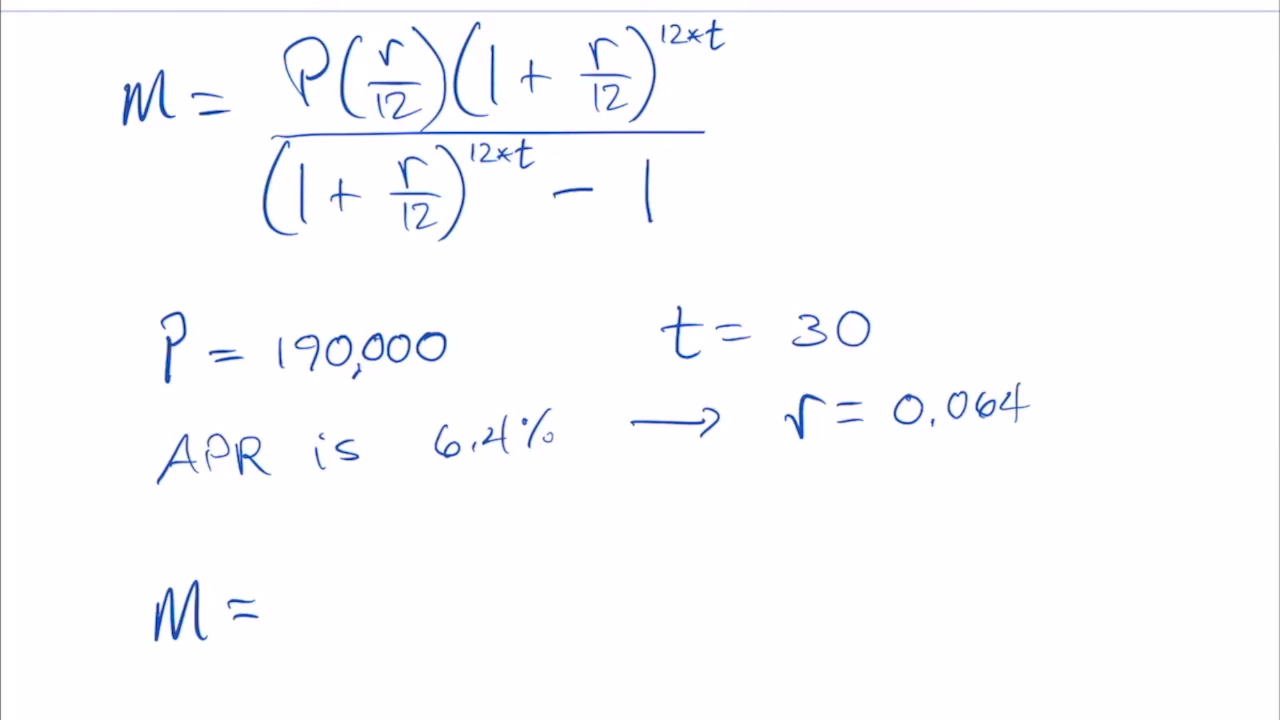 M = P(r/12)(1 + r/12)^12*t
(1 + r/12)^12*t - 1
P = 190,000 t = 30
APR is 6.4% → r = 0.064
M =